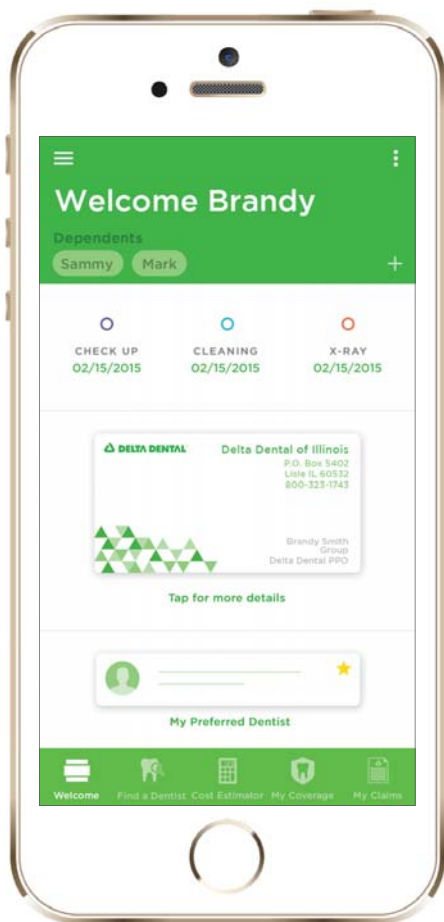 Welcome Brandy
Dependents
Sammy Mark
CHECK UP CLEANING X-RAY
02/15/2015 02/15/2015 02/15/2015
DELTA DENTAL Delta Dental of Illinois
P.O. Box 5402
Lisle IL 60532
800-323-1743
Brandy Smith
Group
Delta Dental PPO
Tap for more details
My Preferred Dentist
Welcome Find a Dentist Cost Estimator My Coverage My Claims